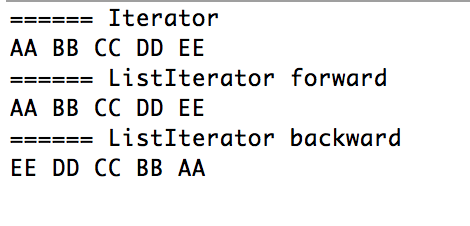 ====== Iterator
AA BB CC DD EE
====== ListIterator forward
AA BB CC DD EE
====== ListIterator backward
EE DD CC BB AA